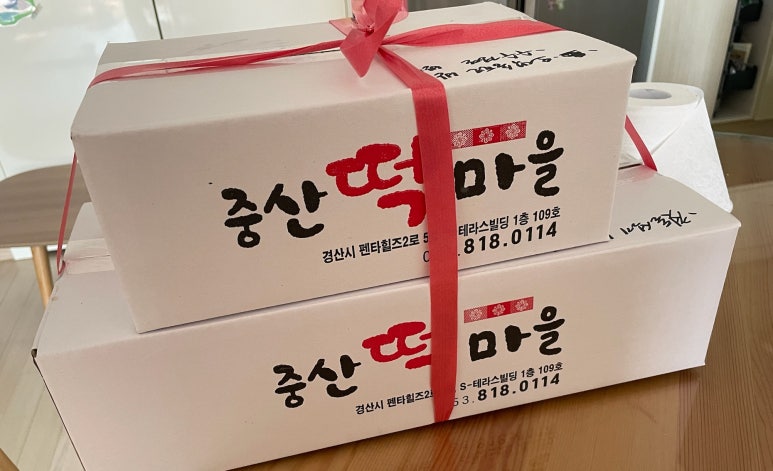 중산떡마을
경산시 펜타힐즈2로 5 테라스빌딩 1층 109호
818.0114
중산떡마을
경산시 펜타힐즈2로 S-테라스빌딩 1층 109호
53.818.0114